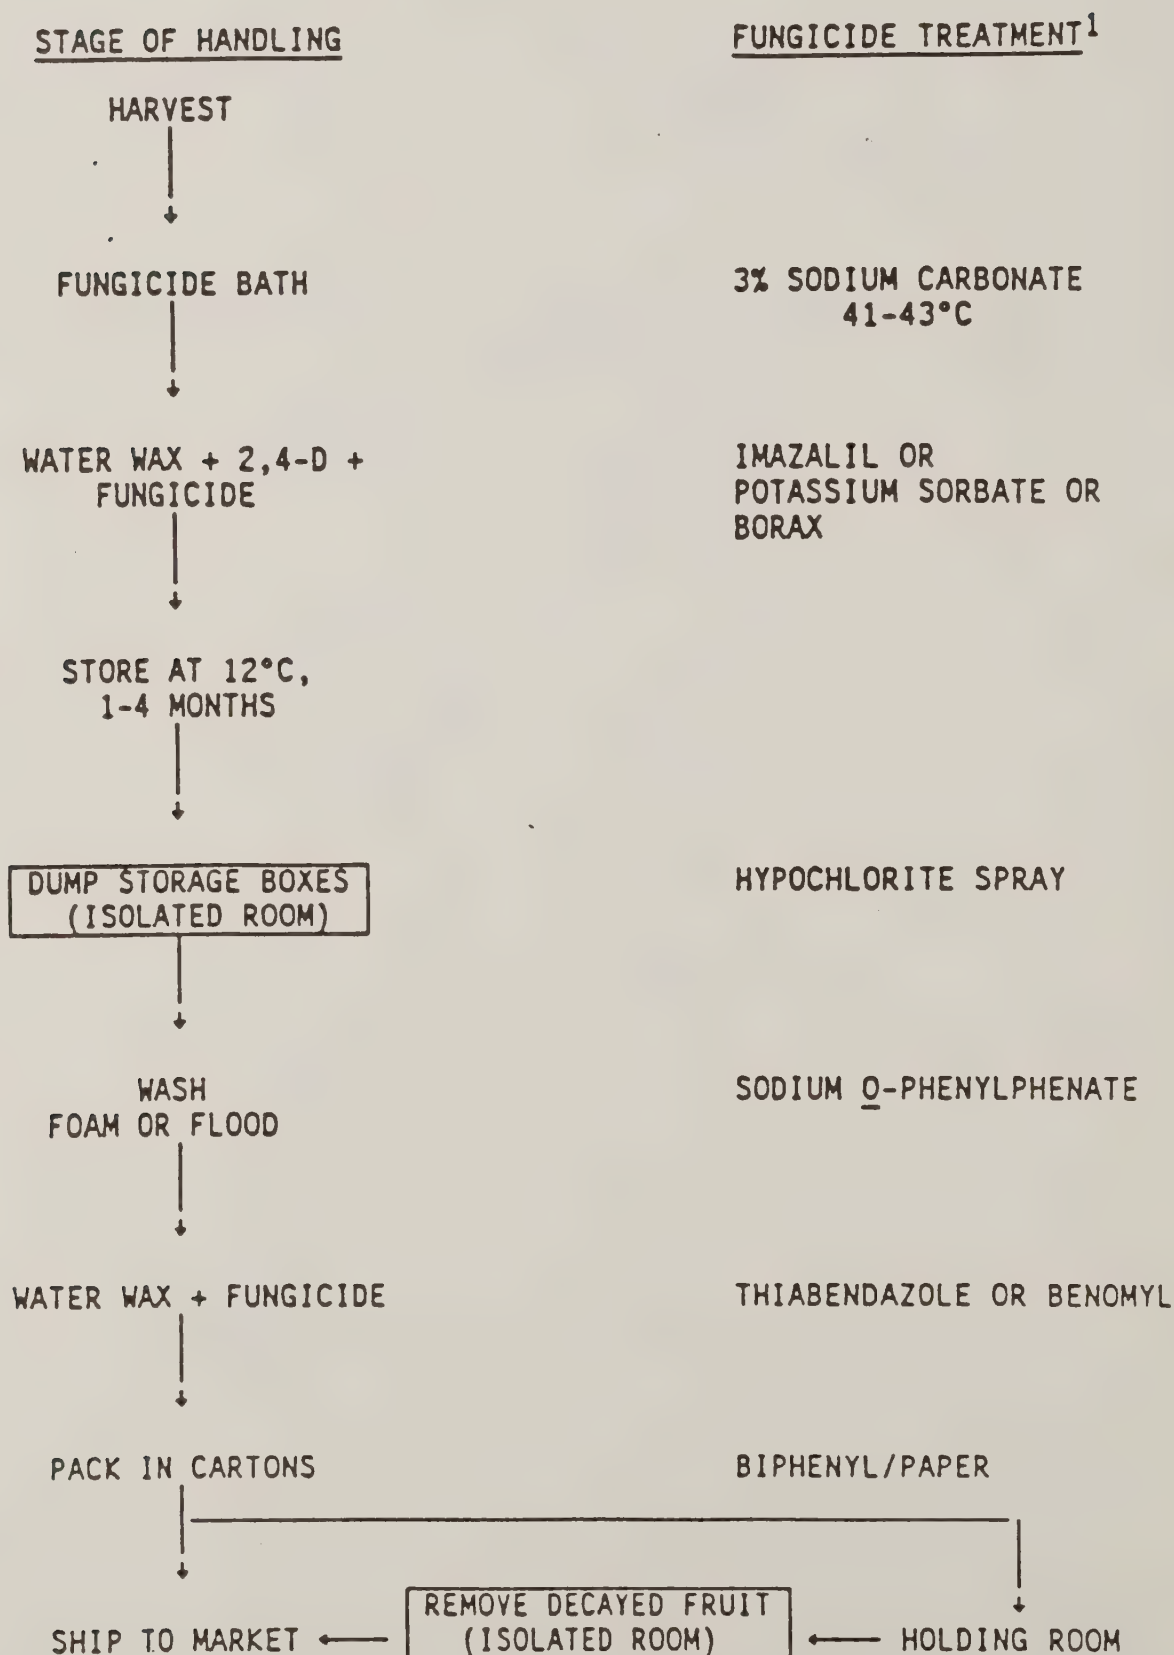 STAGE OF HANDLING
FUNGICIDE TREATMENT1
HARVEST
FUNGICIDE BATH
3% SODIUM CARBONATE
41-43°C
WATER WAX + 2,4-D +
FUNGICIDE
IMAZALIL OR
POTASSIUM SORBATE OR
BORAX
STORE AT 12°C,
1-4 MONTHS
DUMP STORAGE BOXES
(ISOLATED ROOM)
HYPOCHLORITE SPRAY
WASH
FOAM OR FLOOD
SODIUM O-PHENYLPHENATE
WATER WAX + FUNGICIDE
THIABENDAZOLE OR BENOMYL
PACK IN CARTONS
BIPHENYL/PAPER
SHIP TO MARKET
REMOVE DECAYED FRUIT
(ISOLATED ROOM)
HOLDING ROOM